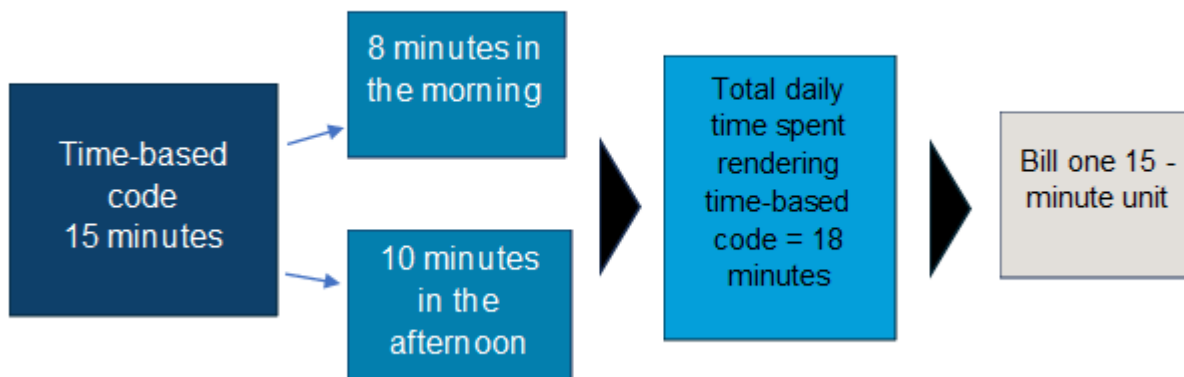 Time-based
code
15 minutes
8 minutes in
the morning
10 minutes
in the
afternoon
Total daily
time spent
rendering
time-based
code = 18
minutes
Bill one 15 -
minute unit